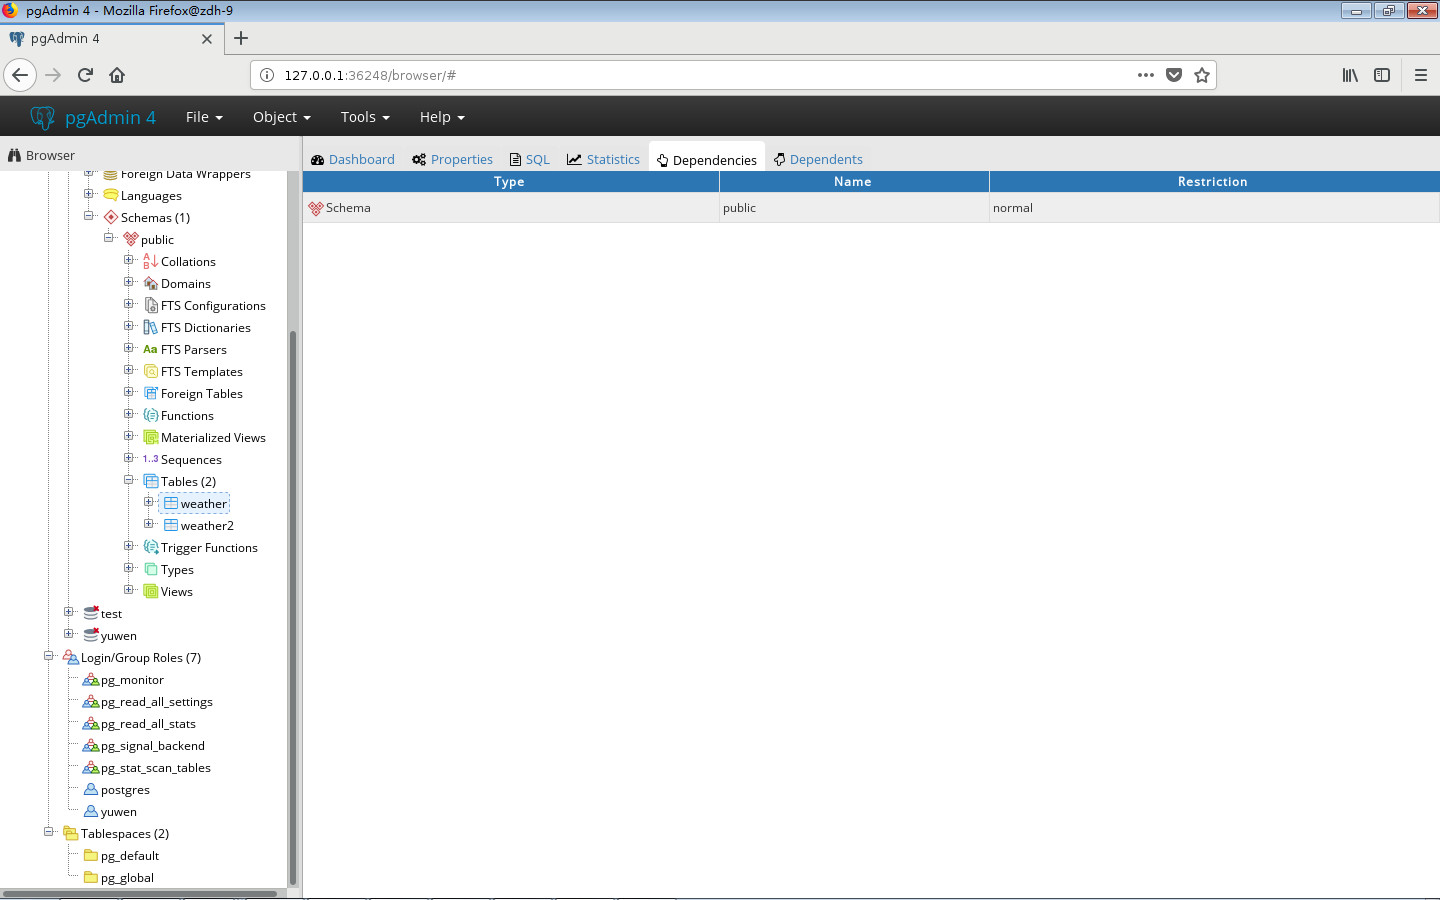 pgAdmin 4 - Mozilla Firefox@zdh-9
pgAdmin 4
127.0.0.1:36248/browser/#
pgAdmin 4 File Object Tools Help
Browser
Dashboard Properties SQL Statistics Dependencies Dependents
Type Name Restriction
Schema public normal
Foreign Data Wrappers
Languages
Schemas (1)
public
Collations
Domains
FTS Configurations
FTS Dictionaries
Aa FTS Parsers
FTS Templates
Foreign Tables
Functions
Materialized Views
1..3 Sequences
Tables (2)
weather
weather2
Trigger Functions
Types
Views
test
yuwen
Login/Group Roles (7)
pg_monitor
pg_read_all_settings
pg_read_all_stats
pg_signal_backend
pg_stat_scan_tables
postgres
yuwen
Tablespaces (2)
pg_default
pg_global